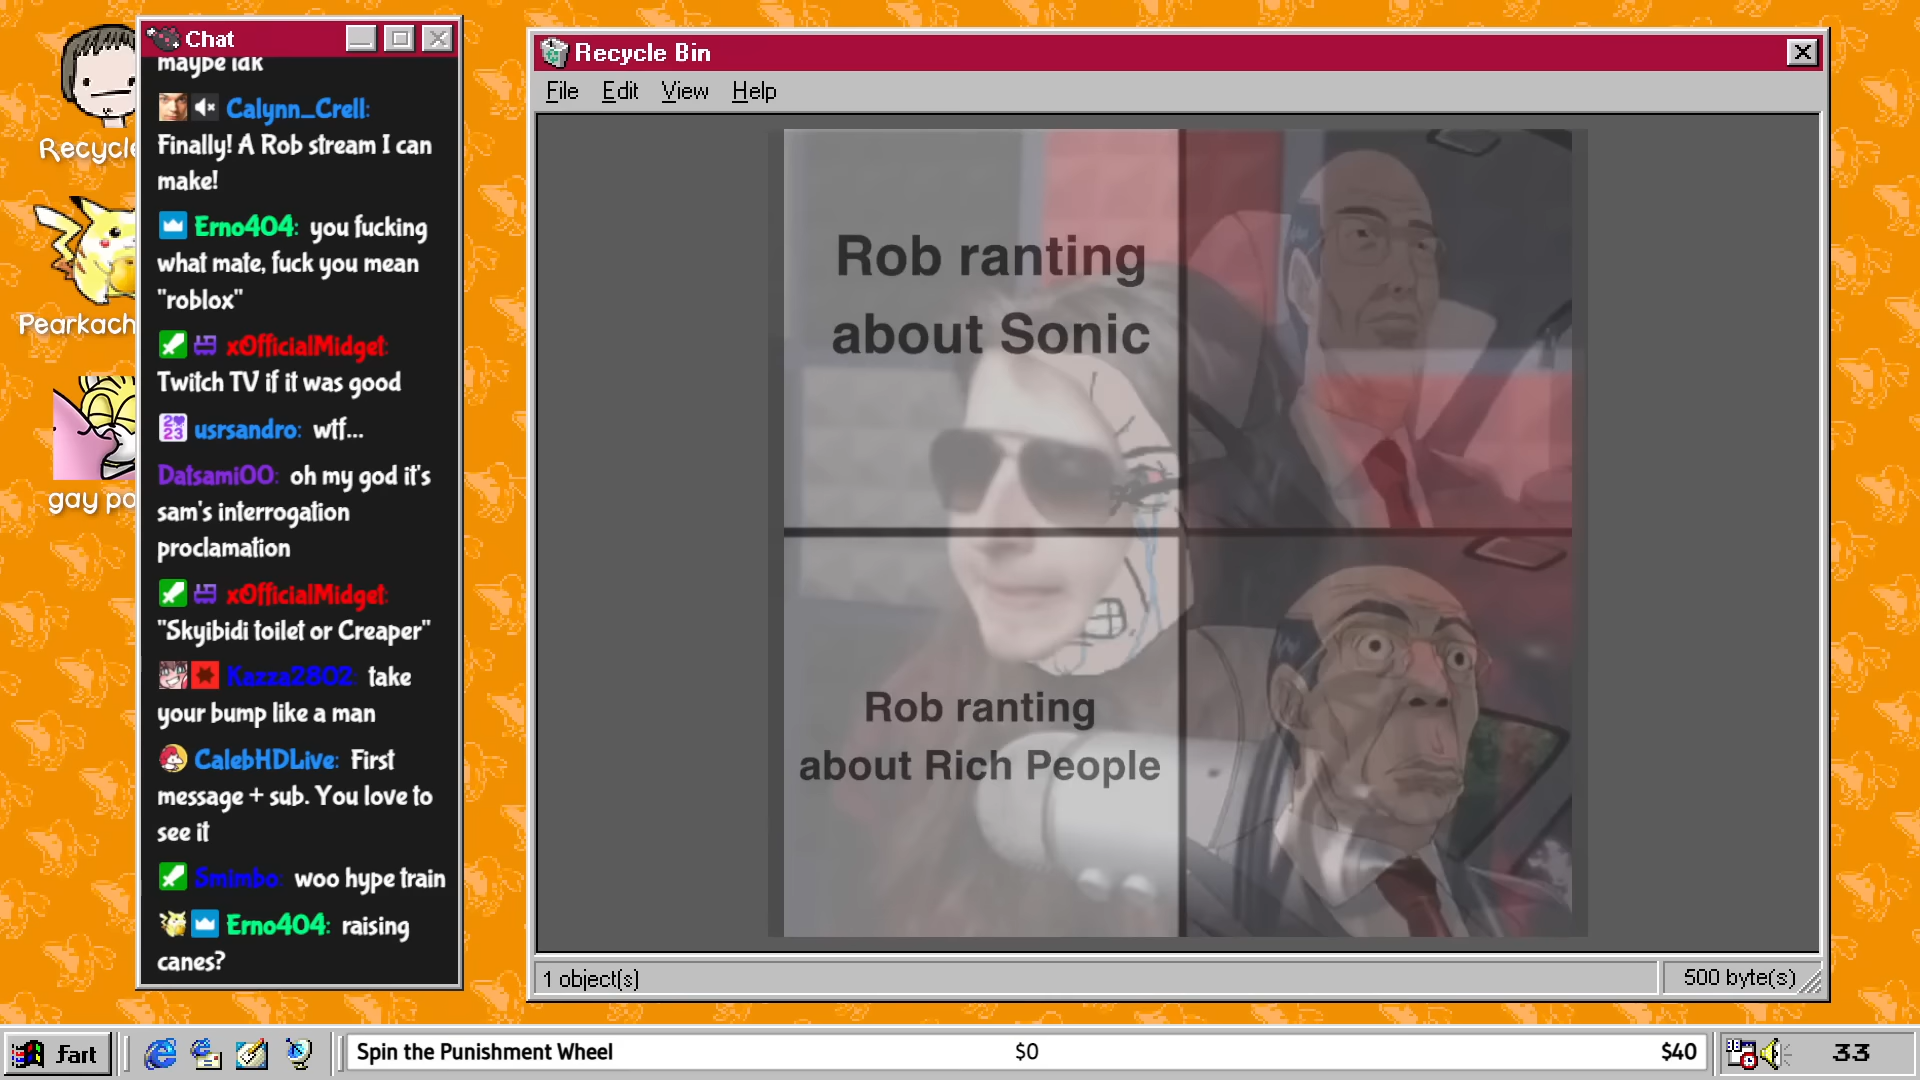 Recycle
Pearkach
gay po
Chat
maybe idk
Calynn_Crell:
Finally! A Rob stream I can
make!
Erno404: you fucking
what mate, fuck you mean
"roblox"
xOfficialMidget:
Twitch TV if it was good
2023
usrsandro: wtf...
Datsami00: oh my god it's
sam's interrogation
proclamation
xOfficialMidget:
"Skyibidi toilet or Creaper"
Kazza2802: take
your bump like a man
CalebHDLive: First
message + sub. You love to
see it
Smimbo: woo hype train
Erno404: raising
canes?
Recycle Bin
File Edit View Help
Rob ranting
about Sonic
Rob ranting
about Rich People
1 object(s)
500 byte(s)
Fart
Spin the Punishment Wheel $0 $40
33